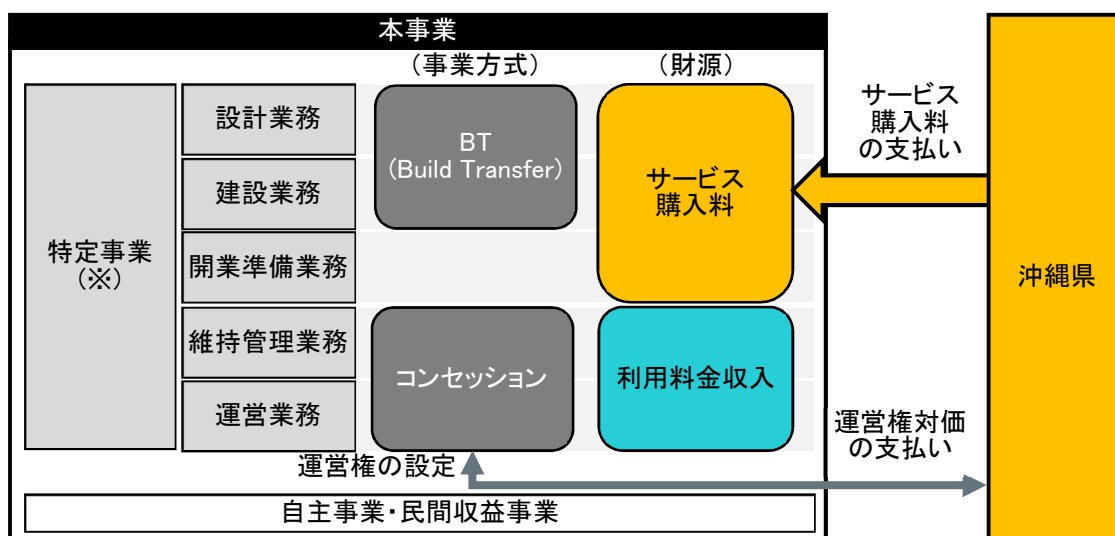 本事業
(事業方式)
(財源)
特定事業
(※)
設計業務
建設業務
開業準備業務
維持管理業務
運営業務
BT
(Build Transfer)
コンセッション
サービス
購入料
利用料金収入
サービス
購入料
の支払い
沖縄県
運営権対価
の支払い
運営権の設定
自主事業・民間収益事業